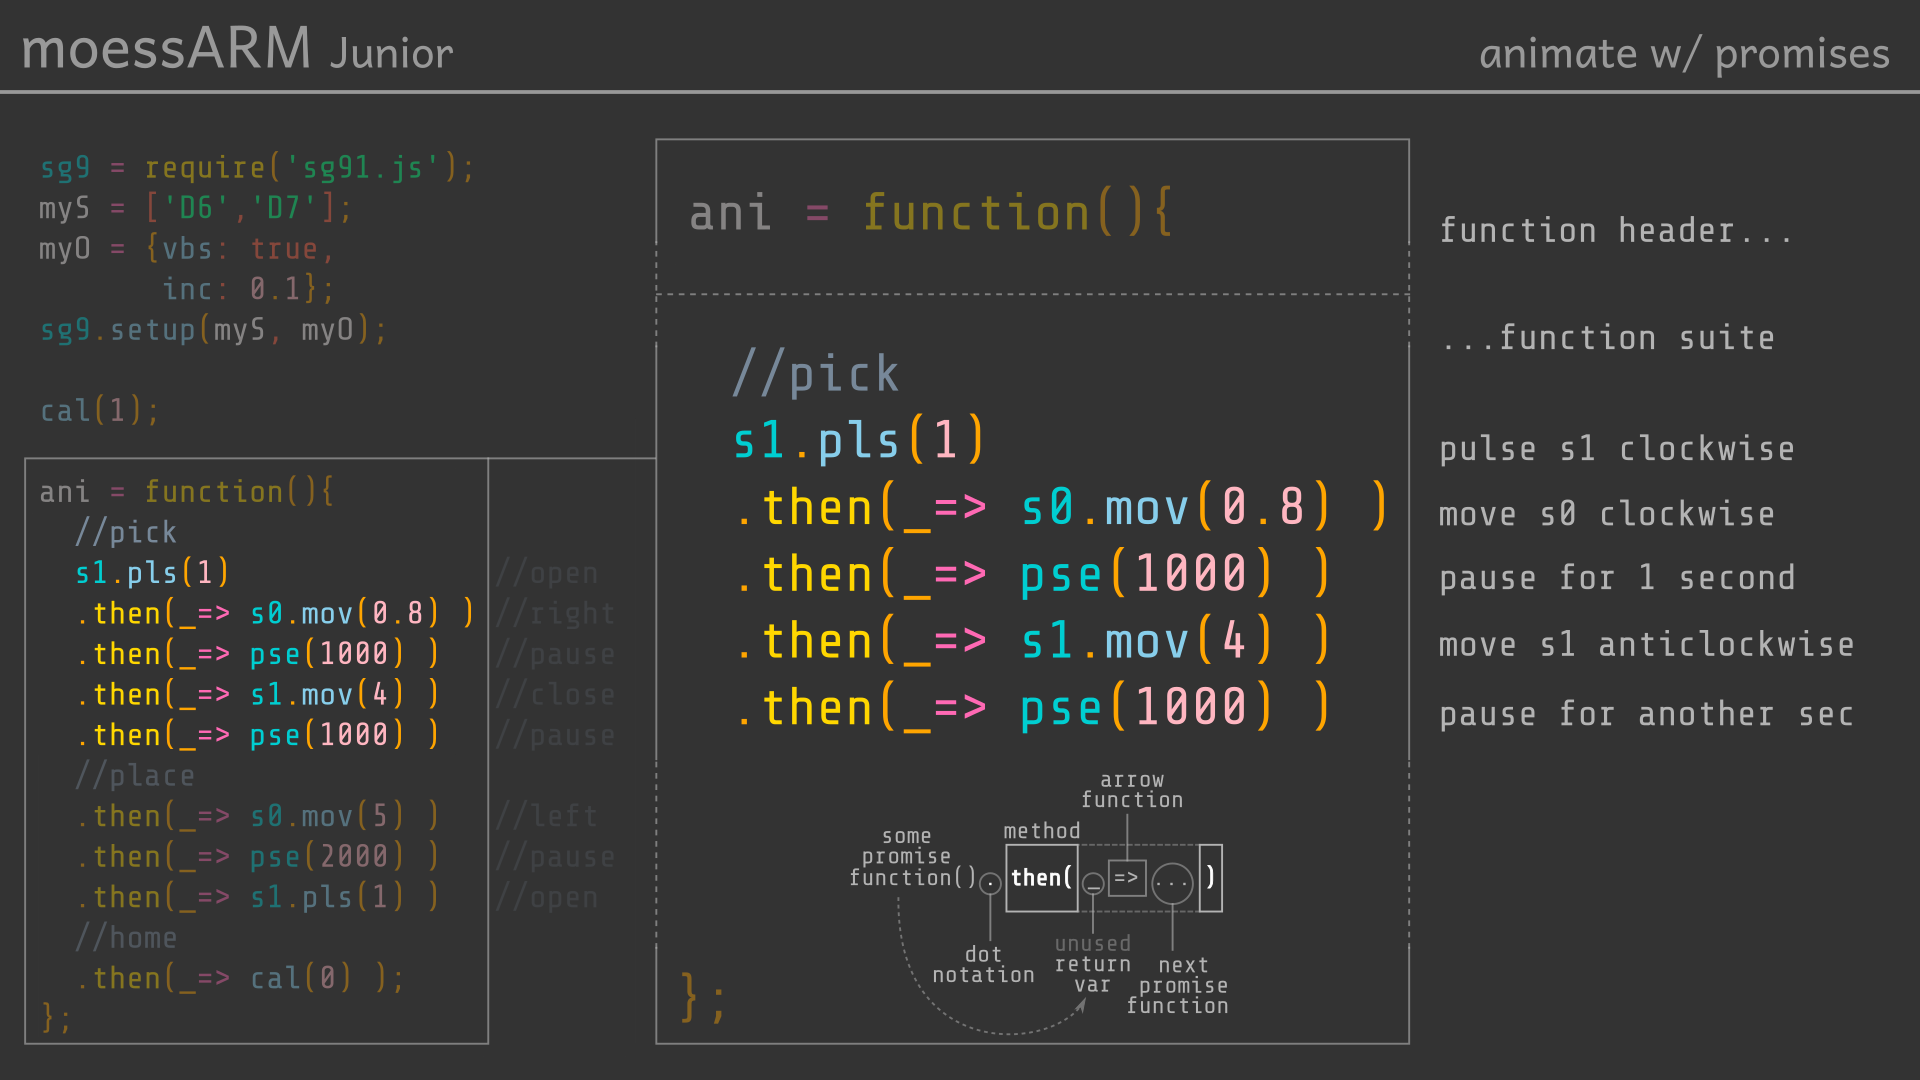 moessARM Junior
animate w/ promises
sg9 = require('sg91.js');
myS = ['D6','D7'];
myO = {vbs: true,
inc: 0.1};
sg9.setup(myS, myO);
cal(1);
ani = function(){
//pick
s1.pls(1) //open
.then(_=> s0.mov(0.8) ) //right
.then(_=> pse(1000) ) //pause
.then(_=> s1.mov(4) ) //close
.then(_=> pse(1000) ) //pause
//place
.then(_=> s0.mov(5) ) //left
.then(_=> pse(2000) ) //pause
.then(_=> s1.pls(1) ) //open
//home
.then(_=> cal(0) );
};
ani = function(){
//pick
s1.pls(1)
.then(_=> s0.mov(0.8) )
.then(_=> pse(1000) )
.then(_=> s1.mov(4) )
.then(_=> pse(1000) )
};
arrow
function
some
promise
function()
method
. then( _ => ... )
dot
notation
unused
return
var
next
promise
function
function header...
...function suite
pulse s1 clockwise
move s0 clockwise
pause for 1 second
move s1 anticlockwise
pause for another sec